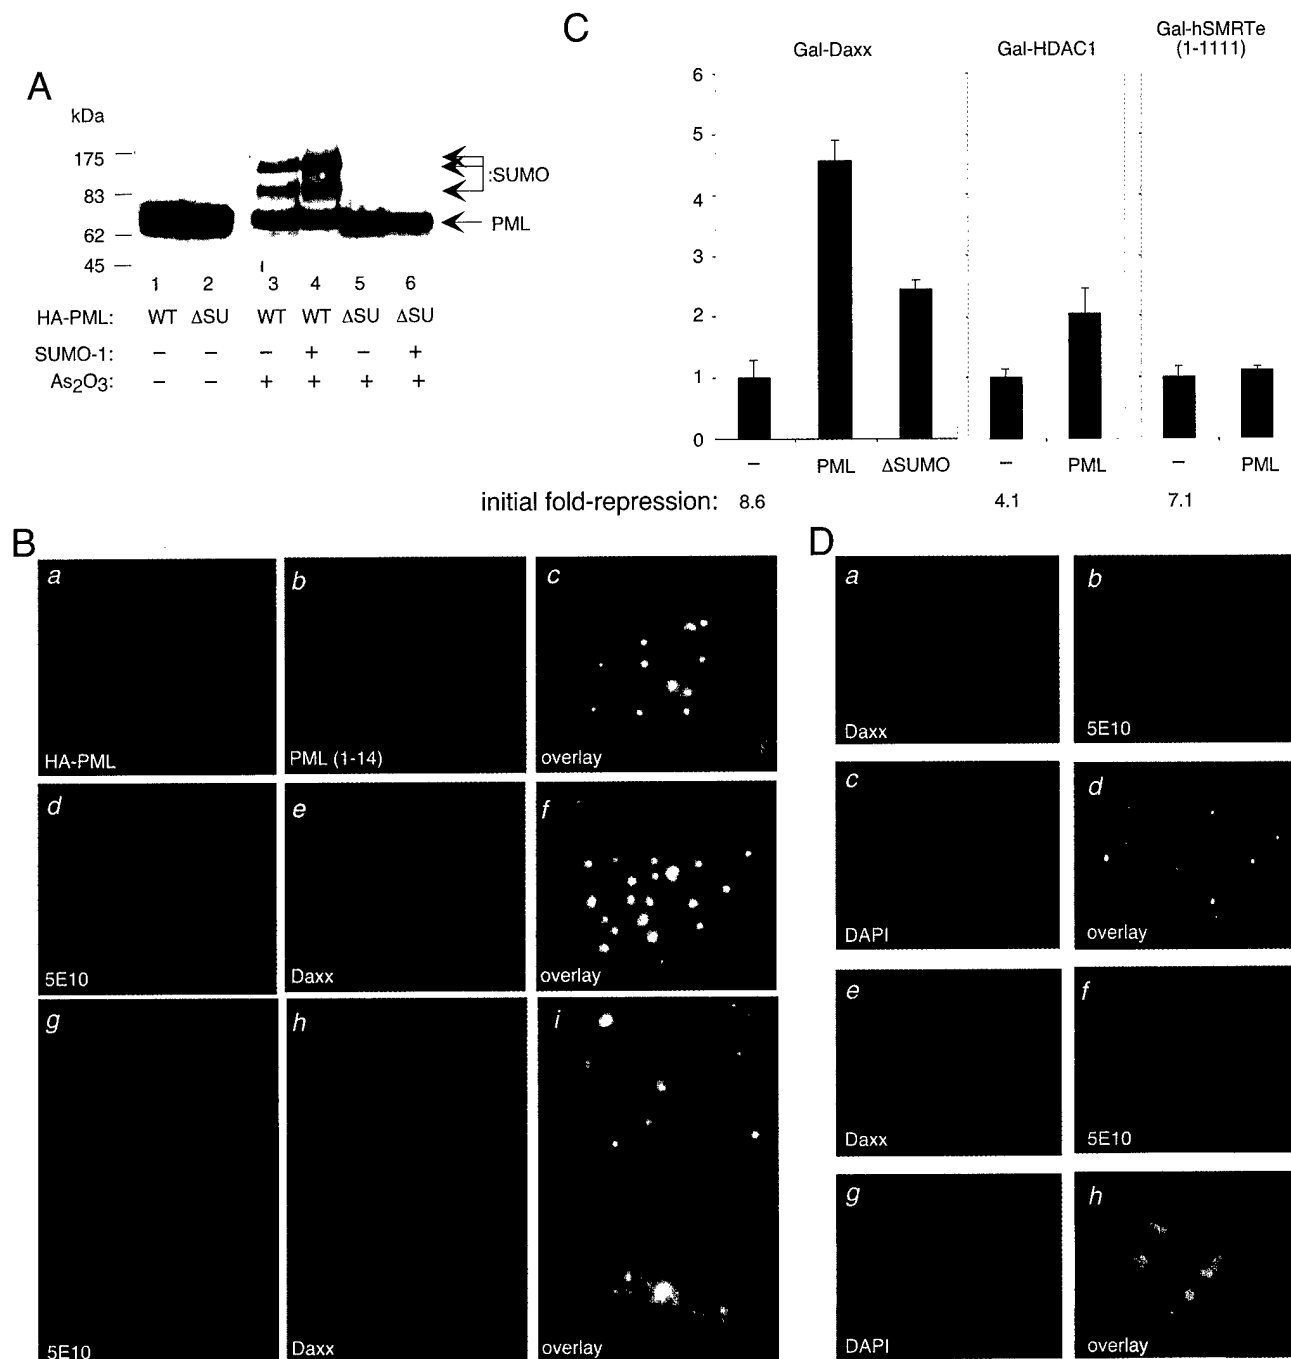 A
kDa
175
83
62
45
:SUMO
PML
1 2 3 4 5 6
HA-PML: WT ΔSU WT WT ΔSU ΔSU
SUMO-1: – – – + – +
As2O3: – – + + + +
C
Gal-Daxx
Gal-HDAC1
Gal-hSMRTe
(1-1111)
6
5
4
3
2
1
0
– PML ΔSUMO – PML – PML
initial fold-repression: 8.6 4.1 7.1
B
a
HA-PML
b
PML (1-14)
c
overlay
d
5E10
e
Daxx
f
overlay
g
5E10
h
Daxx
i
overlay
D
a
Daxx
b
5E10
c
DAPI
d
overlay
e
Daxx
f
5E10
g
DAPI
h
overlay